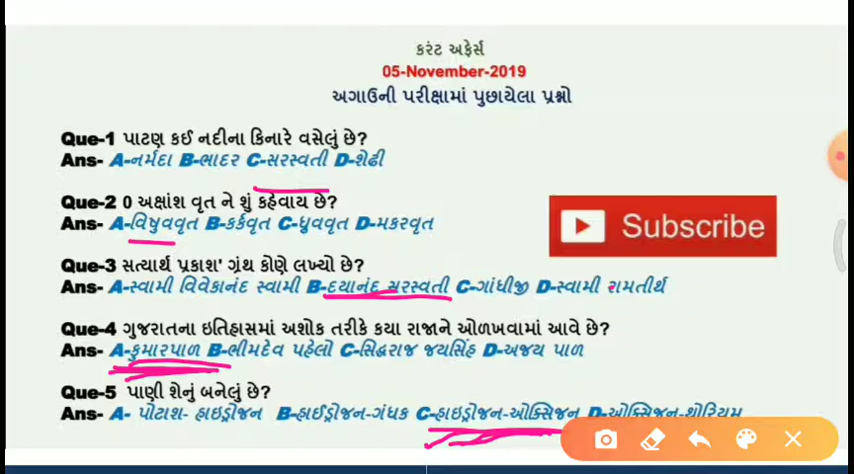 કરંટ અફેર્સ
05-November-2019
અગાઉની પરીક્ષામાં પુછાયેલા પ્રશ્નો
Que-1 પાટણ કઈ નદીના કિનારે વસેલું છે?
Ans- A-નર્મદા B-ભાદર C-સરસ્વતી D-શેઢી
Que-2 0 અક્ષાંશ વૃત ને શું કહેવાય છે?
Ans- A-વિષુવવૃત B-કર્કવૃત C-ધ્રુવવૃત D-મકરવૃત
Subscribe
Que-3 સત્યાર્થ પ્રકાશ' ગ્રંથ કોણે લખ્યો છે?
Ans- A-સ્વામી વિવેકાનંદ સ્વામી B-દયાનંદ સરસ્વતી C-ગાંધીજી D-સ્વામી રામતીર્થ
Que-4 ગુજરાતના ઇતિહાસમાં અશોક તરીકે કયા રાજાને ઓળખવામાં આવે છે?
Ans- A-કુમારપાળ B-ભીમદેવ પહેલો C-સિદ્ધરાજ જયસિંહ D-અજય પાળ
Que-5 પાણી શેનું બનેલું છે?
Ans- A- પોટાશ- હાઇડ્રોજન B-હાઈડ્રોજન-ગંધક C-હાઇડ્રોજન-ઓક્સિજન D-ઓક્સિજન-થોરિયમ